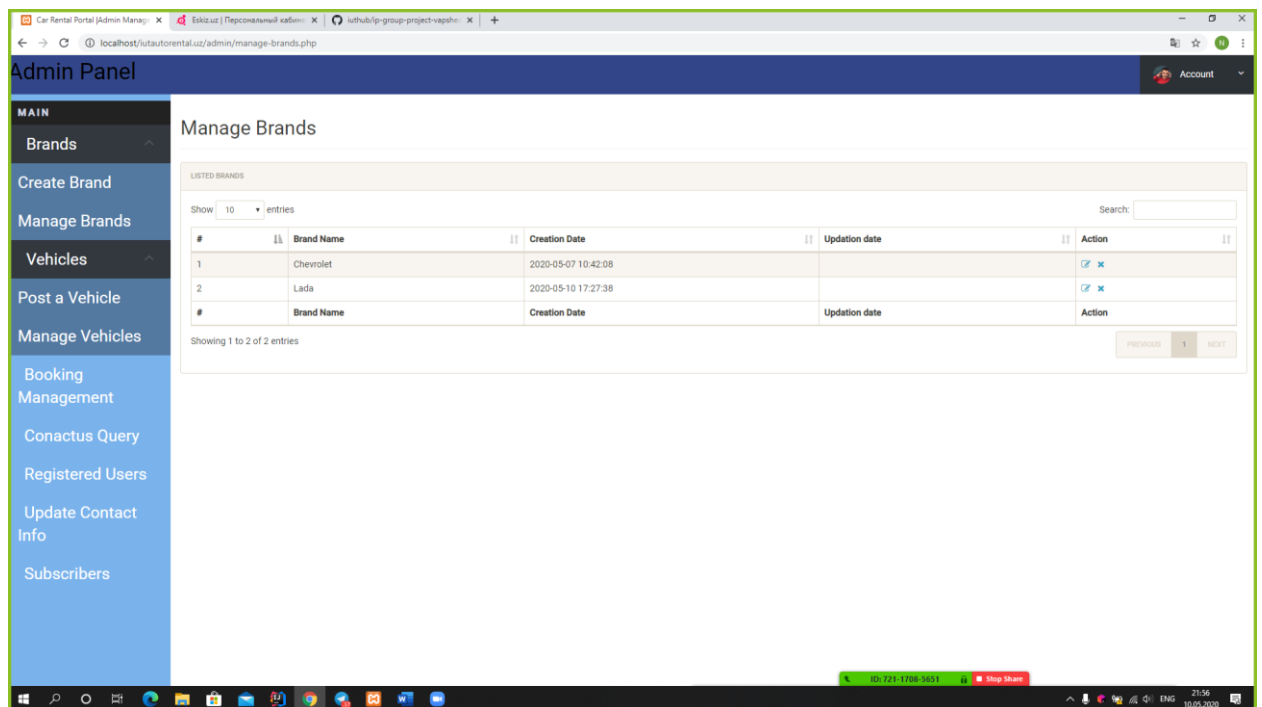 Car Rental Portal |Admin Manag
Eskiz.uz | Персональный кабине
iuthub/ip-group-project-vapshe
localhost/iutautorental.uz/admin/manage-brands.php
N
Admin Panel
Account
MAIN
Brands
Create Brand
Manage Brands
Vehicles
Post a Vehicle
Manage Vehicles
Booking
Management
Conactus Query
Registered Users
Update Contact
Info
Subscribers
Manage Brands
LISTED BRANDS
Show 10 entries
Search:
# Brand Name Creation Date Updation date Action
1 Chevrolet 2020-05-07 10:42:08
2 Lada 2020-05-10 17:27:38
# Brand Name Creation Date Updation date Action
Showing 1 to 2 of 2 entries
PREVIOUS 1 NEXT
ID: 721-1708-5651 Stop Share
ENG 21:56
10.05.2020